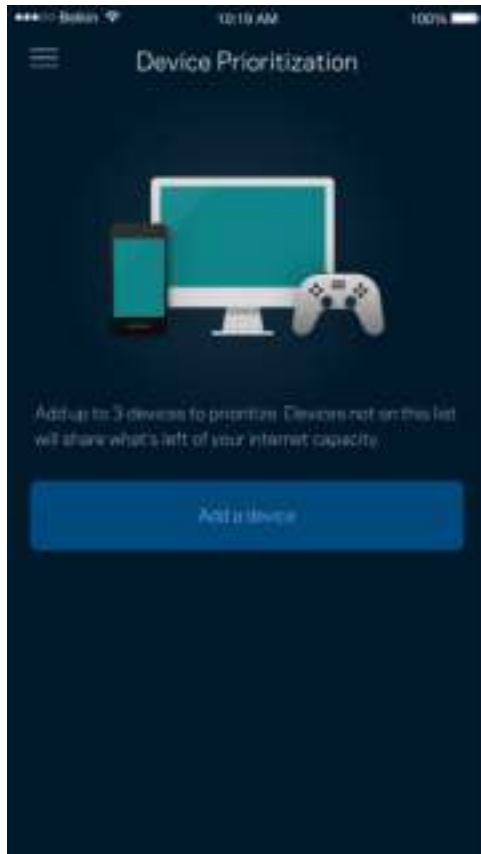 Belkin 10:19 AM 100%
Device Prioritization
Add up to 3 devices to prioritize. Devices not on this list
will share what's left of your internet capacity.
Add a device